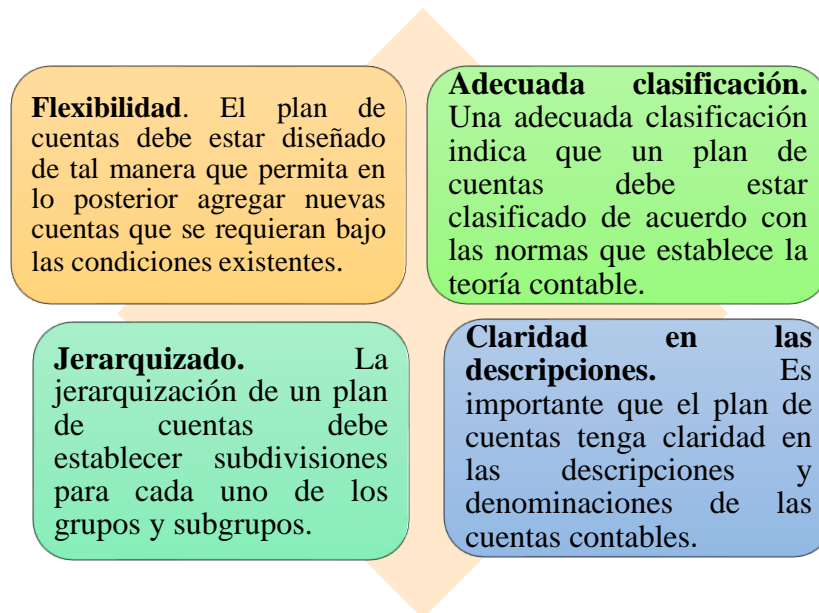 Flexibilidad. El plan de
cuentas debe estar diseñado
de tal manera que permita en
lo posterior agregar nuevas
cuentas que se requieran bajo
las condiciones existentes.
Adecuada clasificación.
Una adecuada clasificación
indica que un plan de
cuentas debe estar
clasificado de acuerdo con
las normas que establece la
teoría contable.
Jerarquizado. La
jerarquización de un plan
de cuentas debe
establecer subdivisiones
para cada uno de los
grupos y subgrupos.
Claridad en las
descripciones. Es
importante que el plan de
cuentas tenga claridad en
las descripciones y
denominaciones de las
cuentas contables.